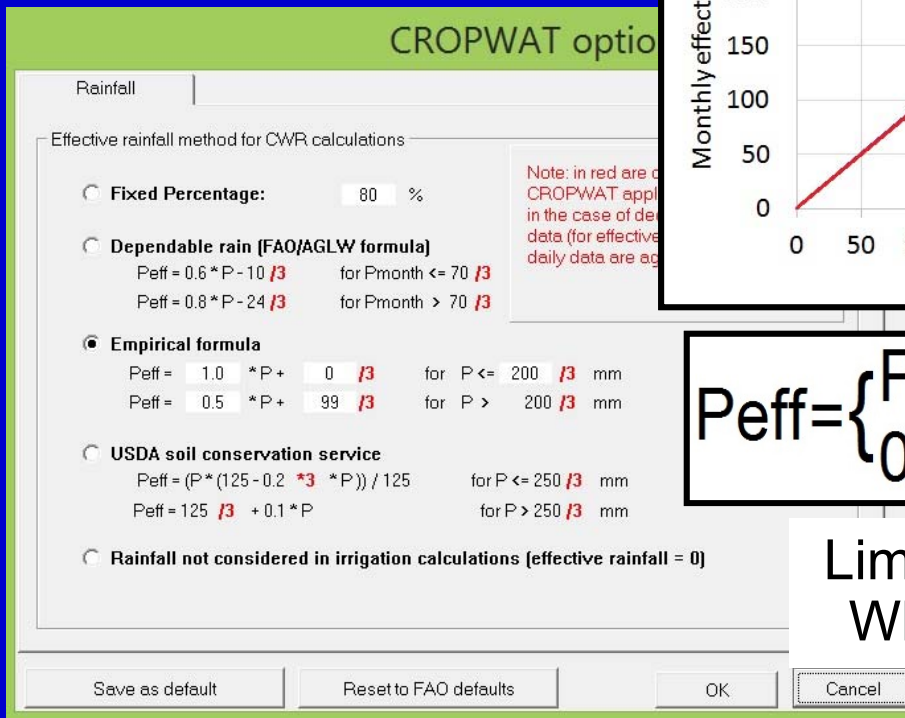 CROPWAT optio
Rainfall
Effective rainfall method for CWR calculations
Fixed Percentage: 80 %
Dependable rain (FAO/AGLW formula)
Peff = 0.6 * P - 10 /3 for Pmonth <= 70 /3
Peff = 0.8 * P - 24 /3 for Pmonth > 70 /3
Note: in red are c
CROPWAT appl
in the case of dec
data (for effective
daily data are ag
Empirical formula
Peff = 1.0 * P + 0 /3 for P <= 200 /3 mm
Peff = 0.5 * P + 99 /3 for P > 200 /3 mm
USDA soil conservation service
Peff = (P * (125 - 0.2 *3 * P)) / 125 for P <= 250 /3 mm
Peff = 125 /3 + 0.1 * P for P > 250 /3 mm
Rainfall not considered in irrigation calculations (effective rainfall = 0)
Save as default
Reset to FAO defaults
OK
Cancel
Monthly effect
150
100
50
0
0 50
Peff={
0
Lim